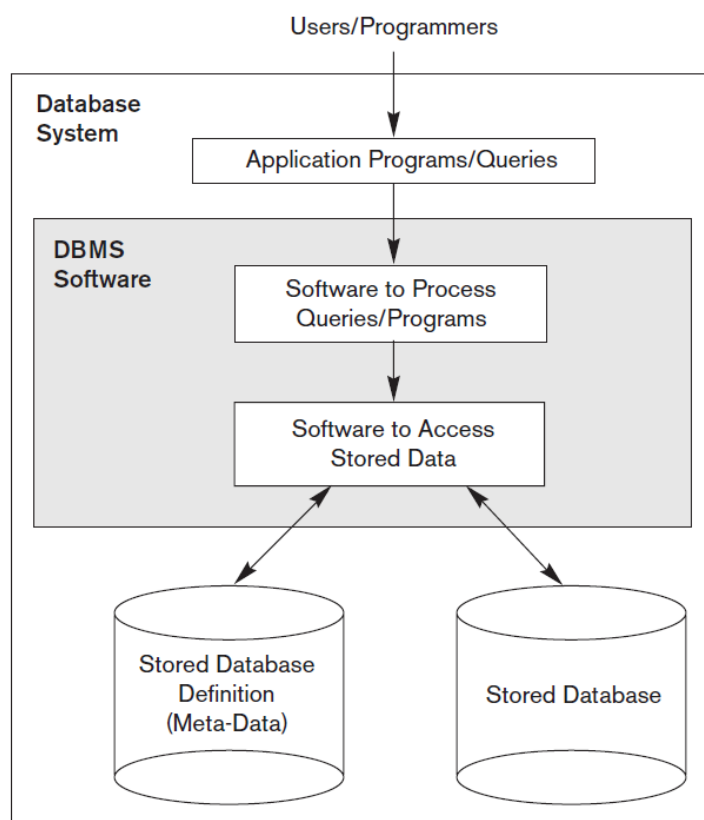 Users/Programmers
Database
System
Application Programs/Queries
DBMS
Software
Software to Process
Queries/Programs
Software to Access
Stored Data
Stored Database
Definition
(Meta-Data)
Stored Database